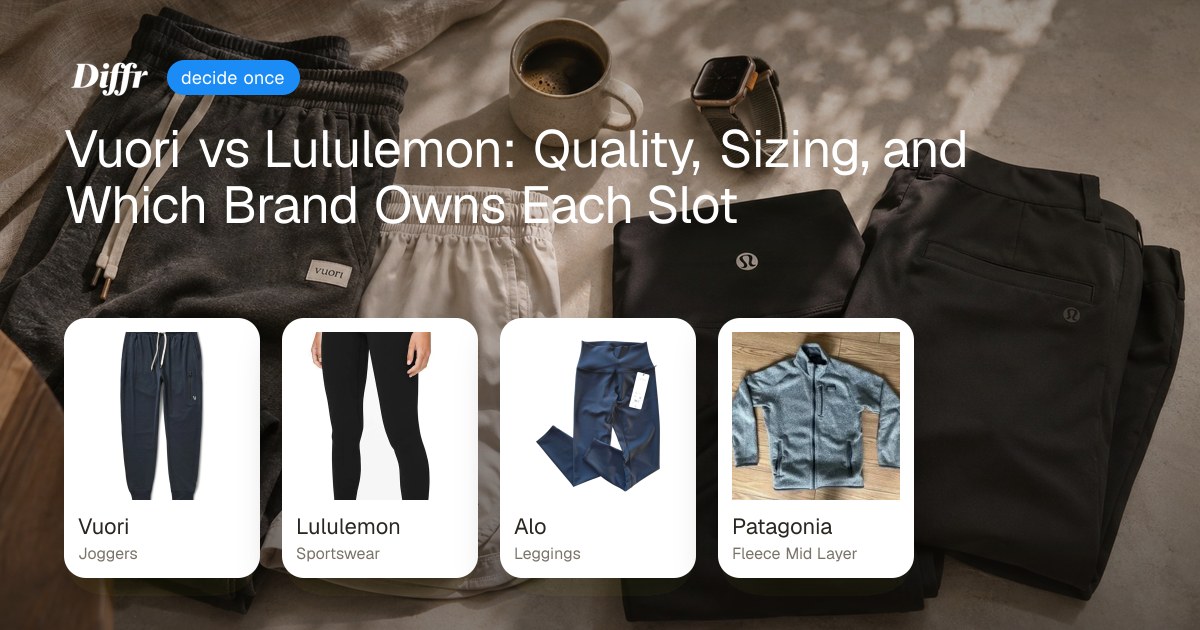 Diffr
decide once
Vuori vs Lululemon: Quality, Sizing, and
Which Brand Owns Each Slot
vuori
Vuori
Joggers
Lululemon
Sportswear
Alo
Leggings
Patagonia
Fleece Mid Layer